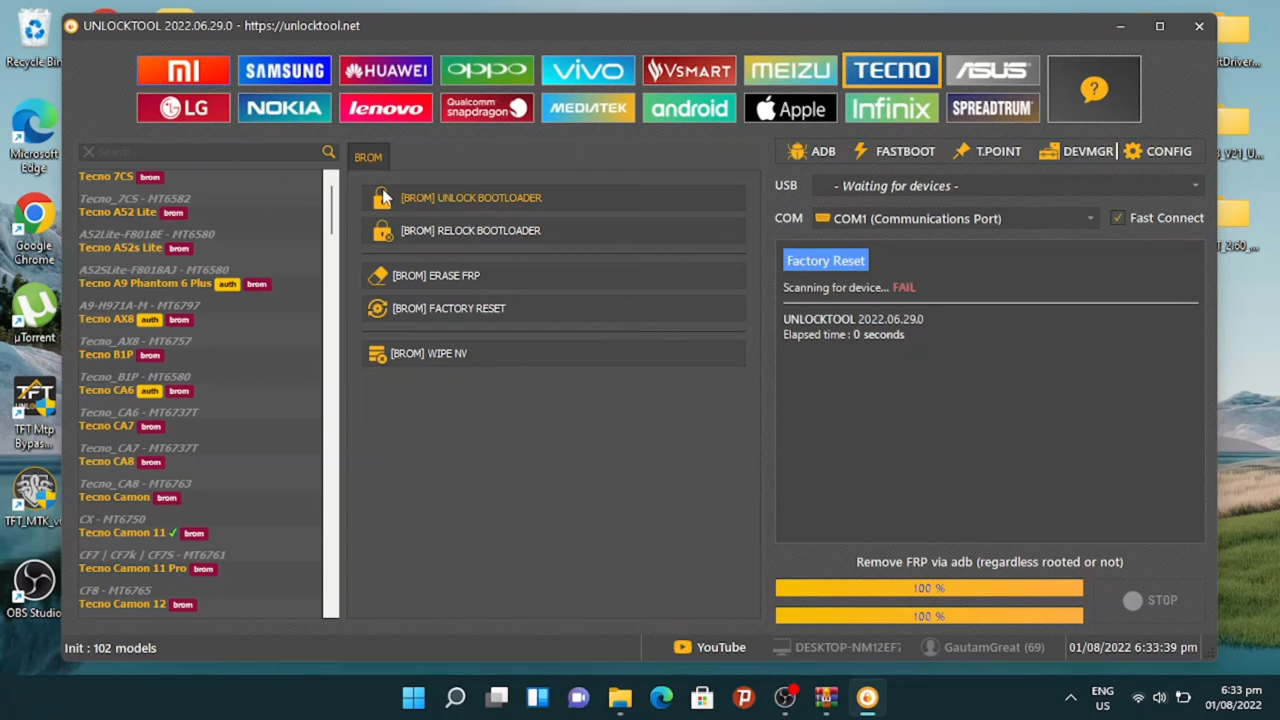 UNLOCKTOOL 2022.06.29.0 - https://unlocktool.net
Recycle Bin
Microsoft
Edge
Google
Chrome
µTorrent
TFT Mtp
Bypas...
TFT_MTK_v6
OBS Studio
mi
SAMSUNG
HUAWEI
oppo
vivo
VSMART
MEIZU
TECNO
ASUS
?
LG
NOKIA
lenovo
Qualcomm
snapdragon
MEDIATEK
android
Apple
Infinix
SPREADTRUM
Search ...
BROM
ADB
FASTBOOT
T.POINT
DEVMGR
CONFIG
Tecno 7CS brom
Tecno_7CS - MT6582
Tecno A52 Lite brom
A52Lite-F8018E - MT6580
Tecno A52s Lite brom
A52SLite-F8018AJ - MT6580
Tecno A9 Phantom 6 Plus auth brom
A9-H971A-M - MT6797
Tecno AX8 auth brom
Tecno_AX8 - MT6757
Tecno B1P brom
Tecno_B1P - MT6580
Tecno CA6 auth brom
Tecno_CA6 - MT6737T
Tecno CA7 brom
Tecno_CA7 - MT6737T
Tecno CA8 brom
Tecno_CA8 - MT6763
Tecno Camon brom
CX - MT6750
Tecno Camon 11 ✓ brom
CF7 | CF7k | CF7S - MT6761
Tecno Camon 11 Pro brom
CF8 - MT6765
Tecno Camon 12 brom
[BROM] UNLOCK BOOTLOADER
[BROM] RELOCK BOOTLOADER
[BROM] ERASE FRP
[BROM] FACTORY RESET
[BROM] WIPE NV
USB - Waiting for devices -
COM COM1 (Communications Port) Fast Connect
Factory Reset
Scanning for device... FAIL
UNLOCKTOOL 2022.06.29.0
Elapsed time : 0 seconds
Remove FRP via adb (regardless rooted or not)
100 %
100 %
STOP
Init : 102 models
YouTube
DESKTOP-NM12EF7
GautamGreat (69)
01/08/2022 6:33:39 pm
ENG
US
6:33 pm
01/08/2022